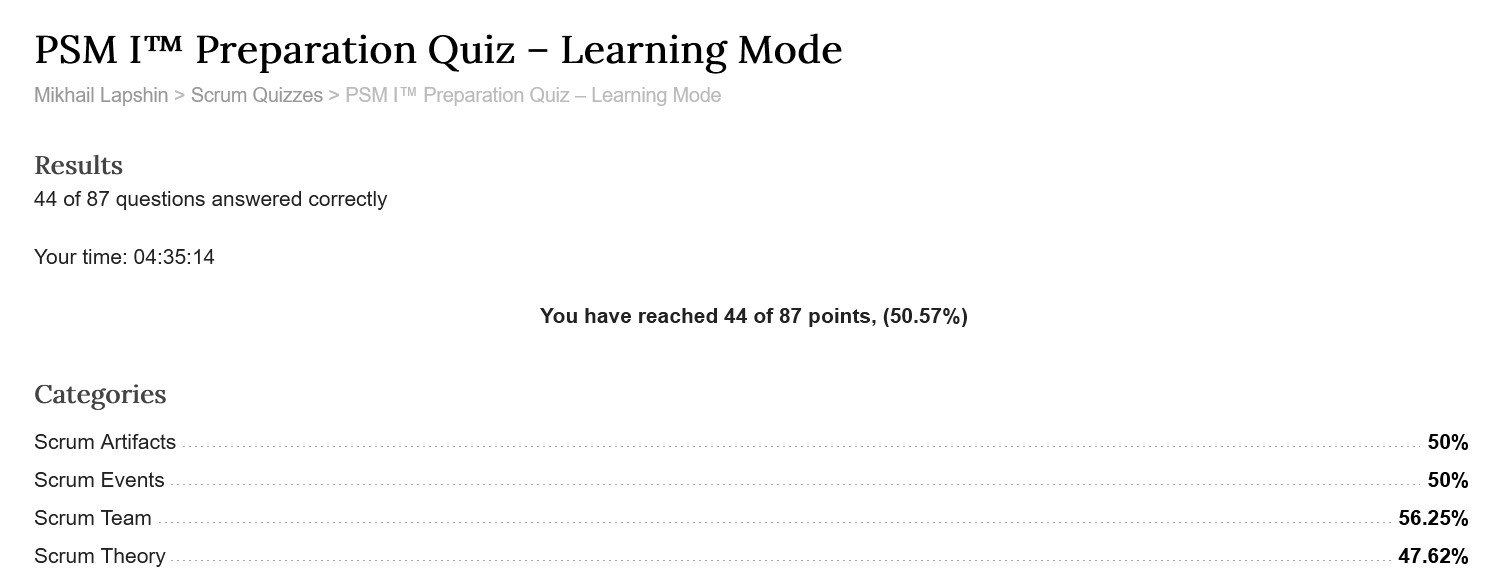 PSM I™ Preparation Quiz – Learning Mode
Mikhail Lapshin > Scrum Quizzes > PSM I™ Preparation Quiz – Learning Mode
Results
44 of 87 questions answered correctly
Your time: 04:35:14
You have reached 44 of 87 points, (50.57%)
Categories
Scrum Artifacts 50%
Scrum Events 50%
Scrum Team 56.25%
Scrum Theory 47.62%